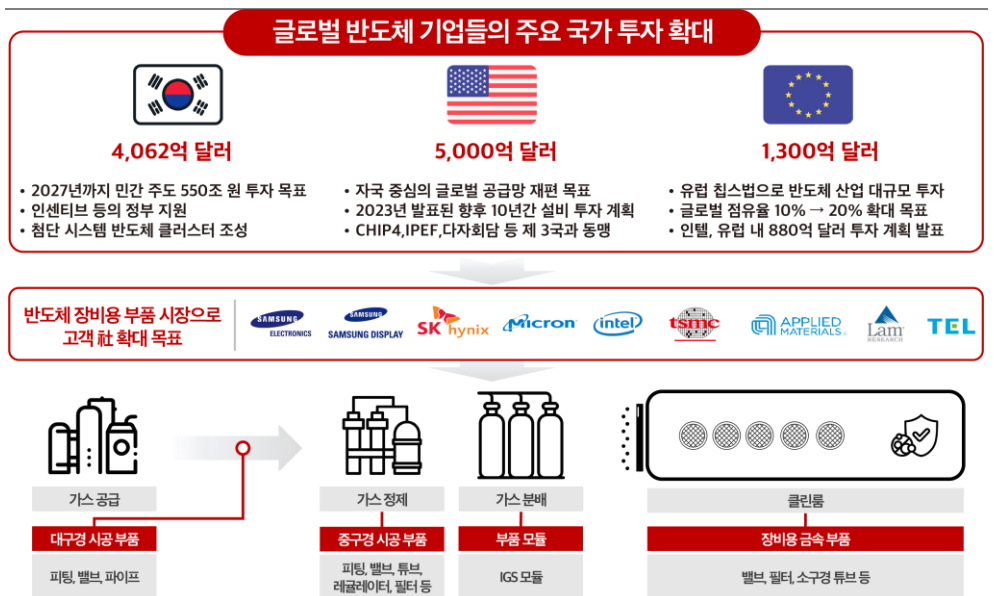 글로벌 반도체 기업들의 주요 국가 투자 확대
4,062억 달러
• 2027년까지 민간 주도 550조 원 투자 목표
• 인센티브 등의 정부 지원
• 첨단 시스템 반도체 클러스터 조성
5,000억 달러
• 자국 중심의 글로벌 공급망 재편 목표
• 2023년 발표된 향후 10년간 설비 투자 계획
• CHIP4,IPEF,다자회담 등 제 3국과 동맹
1,300억 달러
• 유럽 칩스법으로 반도체 산업 대규모 투자
• 글로벌 점유율 10% → 20% 확대 목표
• 인텔, 유럽 내 880억 달러 투자 계획 발표
반도체 장비용 부품 시장으로
고객 社 확대 목표
SAMSUNG
ELECTRONICS
SAMSUNG
SAMSUNG DISPLAY
SK hynix
Micron
intel
tsmc
APPLIED
MATERIALS
Lam
RESEARCH
TEL
가스 공급
대구경 시공 부품
피팅, 밸브, 파이프
가스 정제
중구경 시공 부품
피팅, 밸브, 튜브,
레귤레이터, 필터 등
가스 분배
부품 모듈
IGS 모듈
클린룸
장비용 금속 부품
밸브, 필터, 소구경 튜브 등